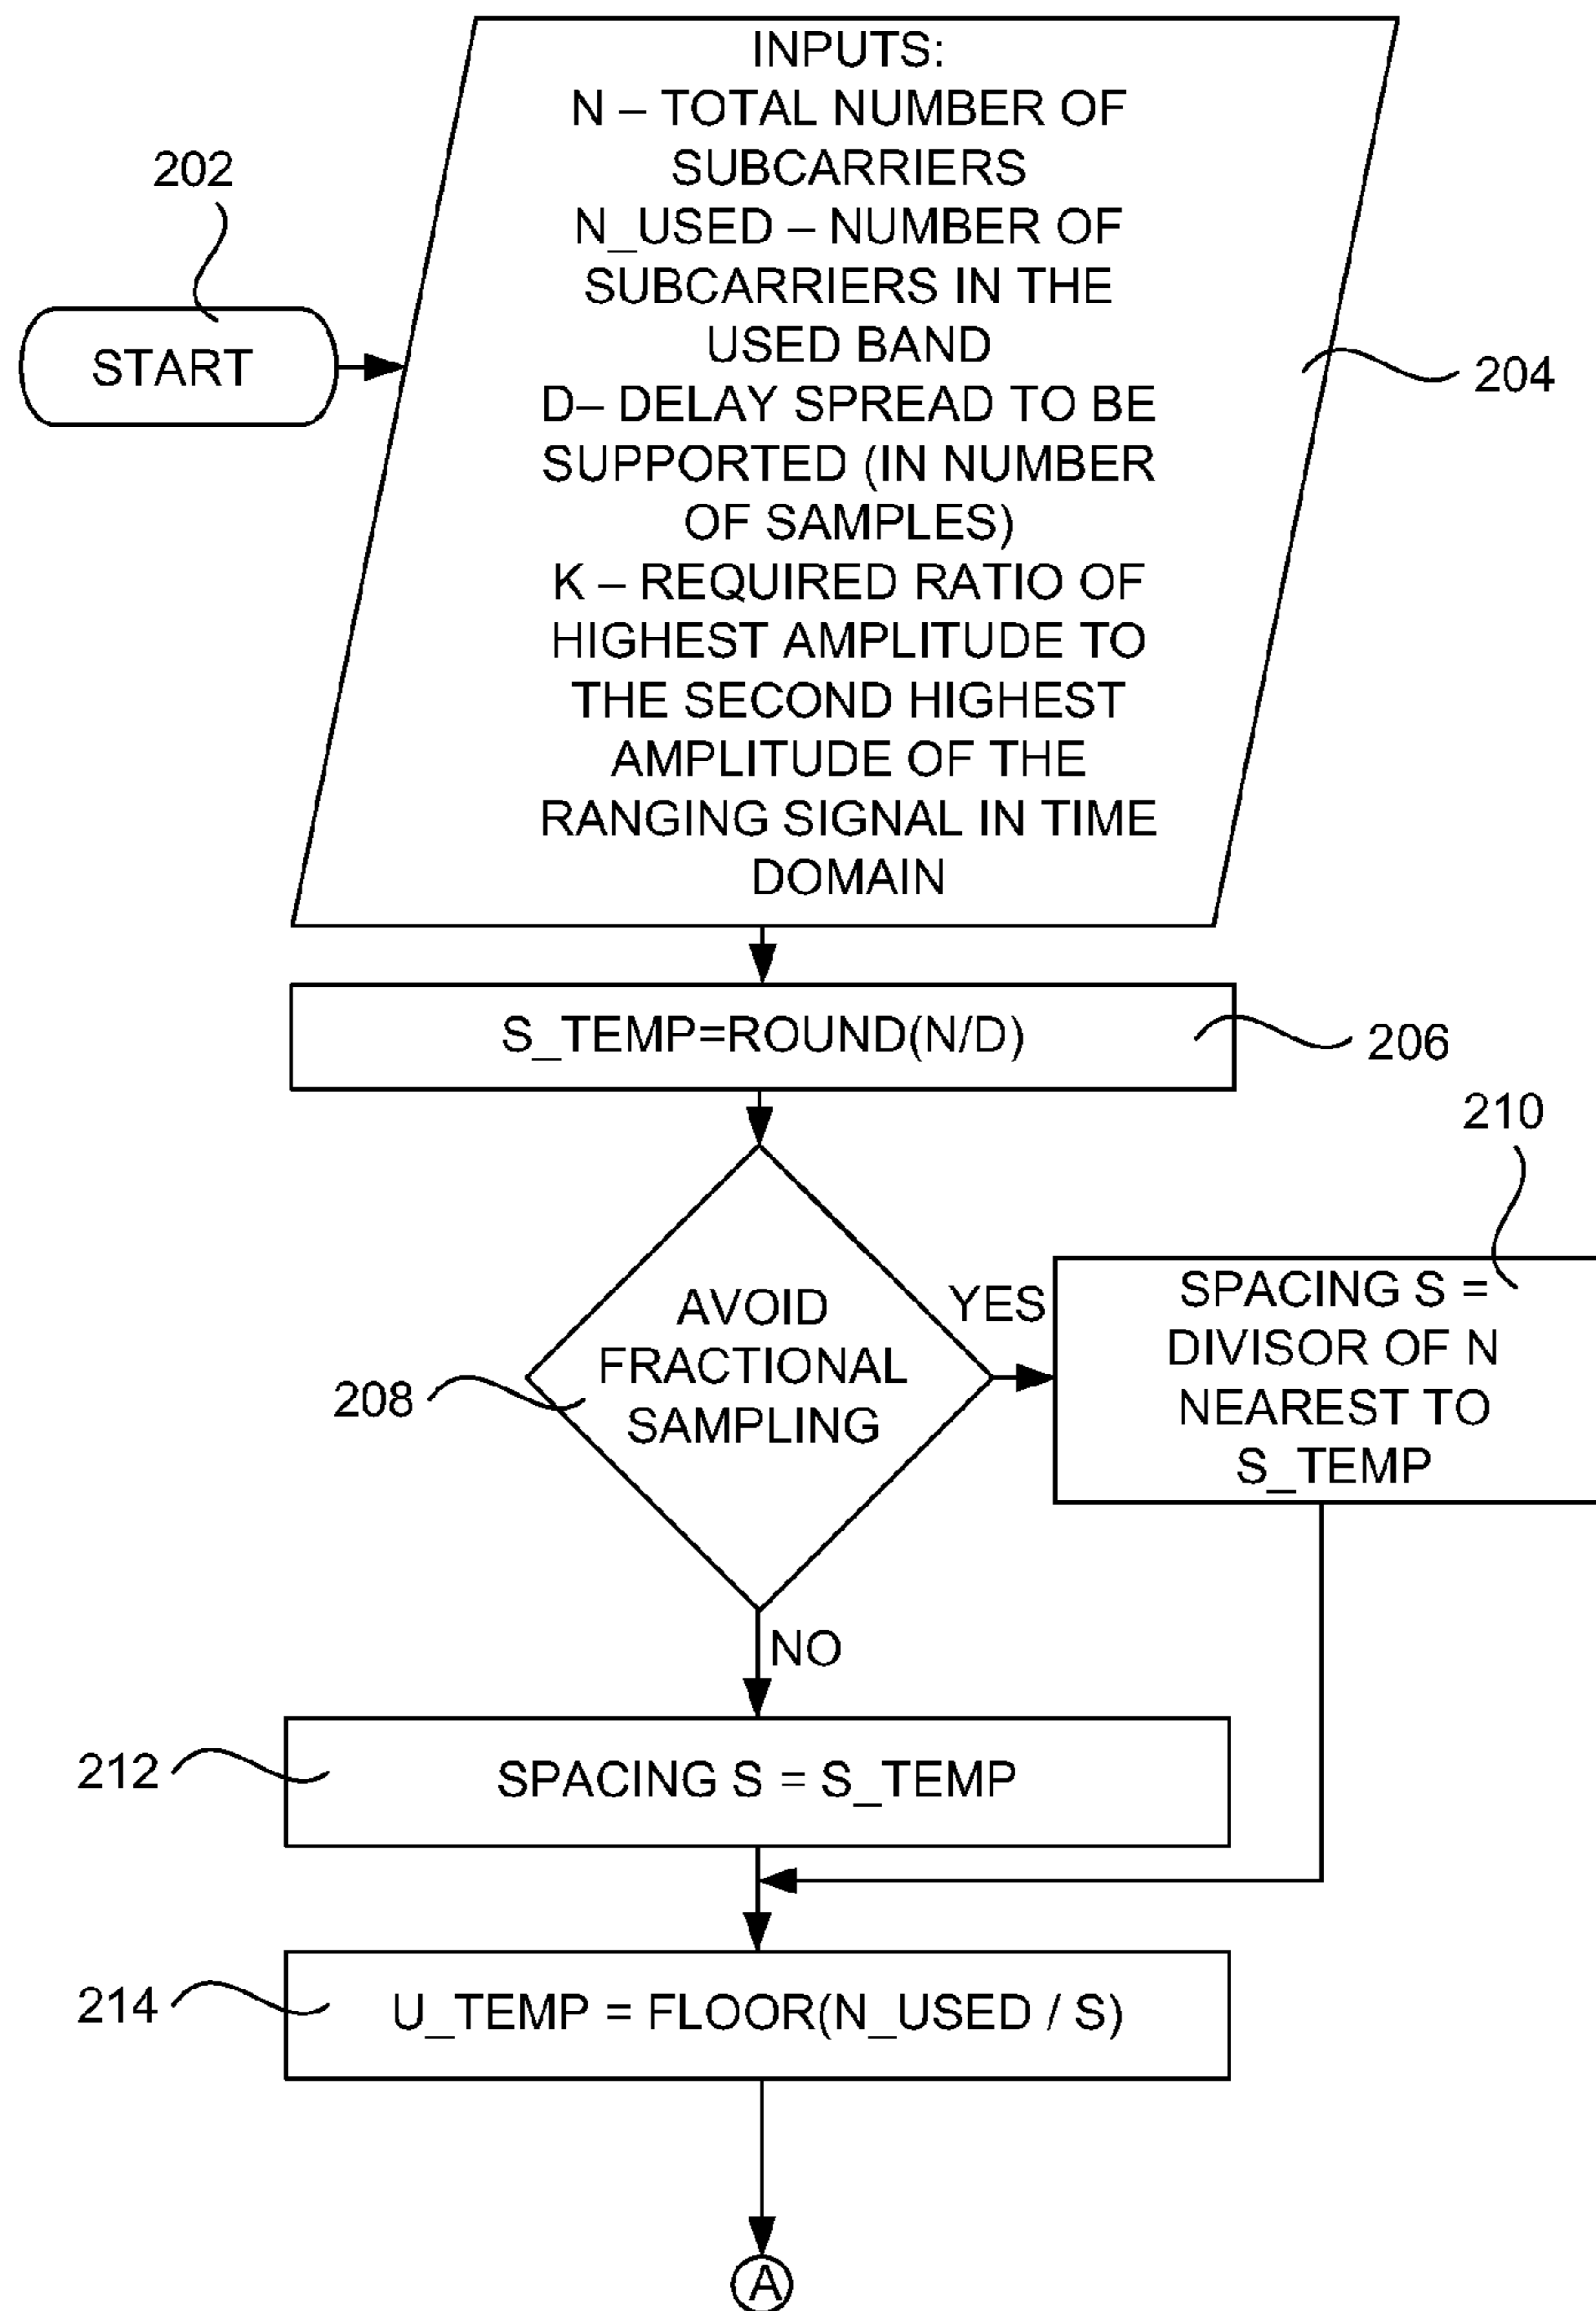 INPUTS:
N – TOTAL NUMBER OF
SUBCARRIERS
N_USED – NUMBER OF
SUBCARRIERS IN THE
USED BAND
D– DELAY SPREAD TO BE
SUPPORTED (IN NUMBER
OF SAMPLES)
K – REQUIRED RATIO OF
HIGHEST AMPLITUDE TO
THE SECOND HIGHEST
AMPLITUDE OF THE
RANGING SIGNAL IN TIME
DOMAIN
202
START
204
S_TEMP=ROUND(N/D)
206
210
AVOID
FRACTIONAL
SAMPLING
208
YES
SPACING S =
DIVISOR OF N
NEAREST TO
S_TEMP
NO
212
SPACING S = S_TEMP
214
U_TEMP = FLOOR(N_USED / S)
A